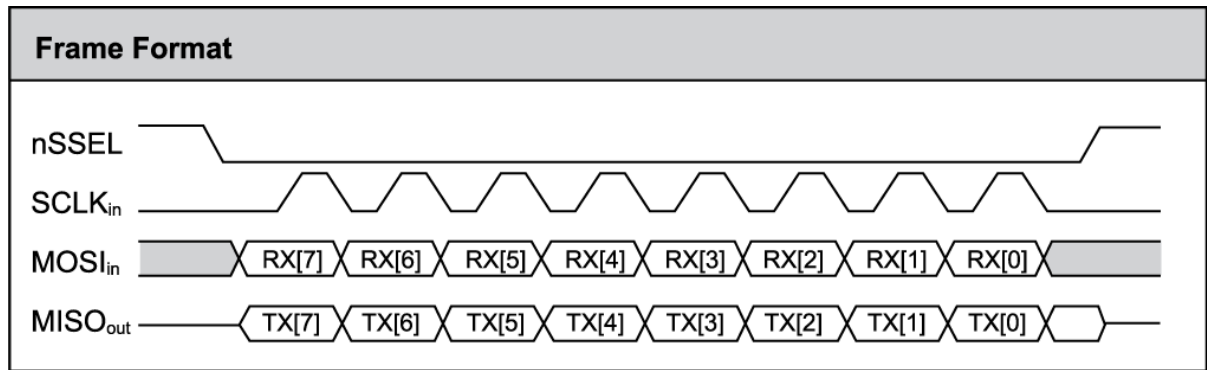 Frame Format
nSSEL
SCLKin
MOSIin RX[7] RX[6] RX[5] RX[4] RX[3] RX[2] RX[1] RX[0]
MISOout TX[7] TX[6] TX[5] TX[4] TX[3] TX[2] TX[1] TX[0]